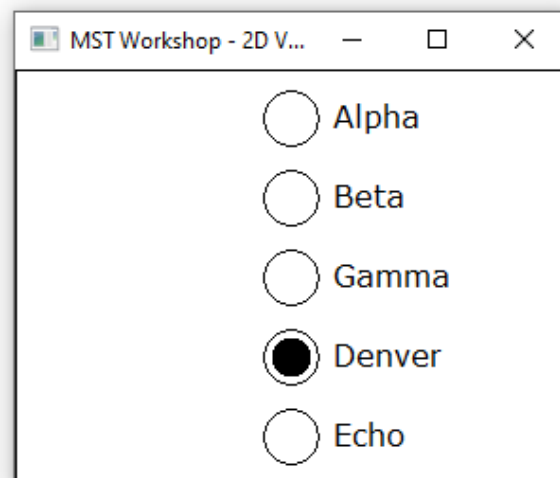 MST Workshop - 2D V...
Alpha
Beta
Gamma
Denver
Echo